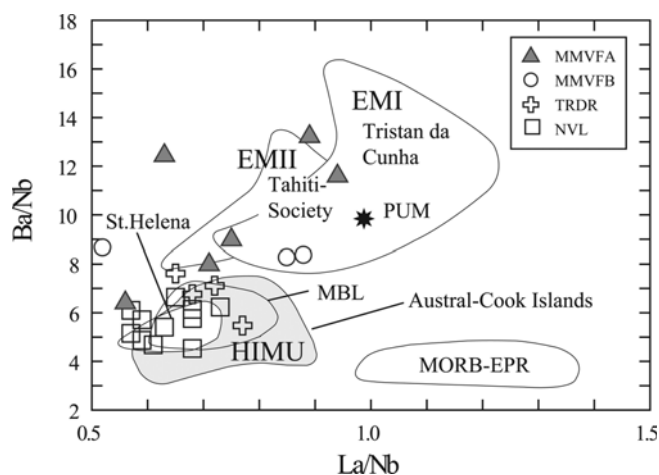 18
16
14
12
10
8
6
4
2
Ba/Nb
0.5
1.0
1.5
La/Nb
MMVFA
MMVFB
TRDR
NVL
EMI
Tristan da
Cunha
EMII
Tahiti-
Society
St.Helena
PUM
MBL
Austral-Cook Islands
HIMU
MORB-EPR